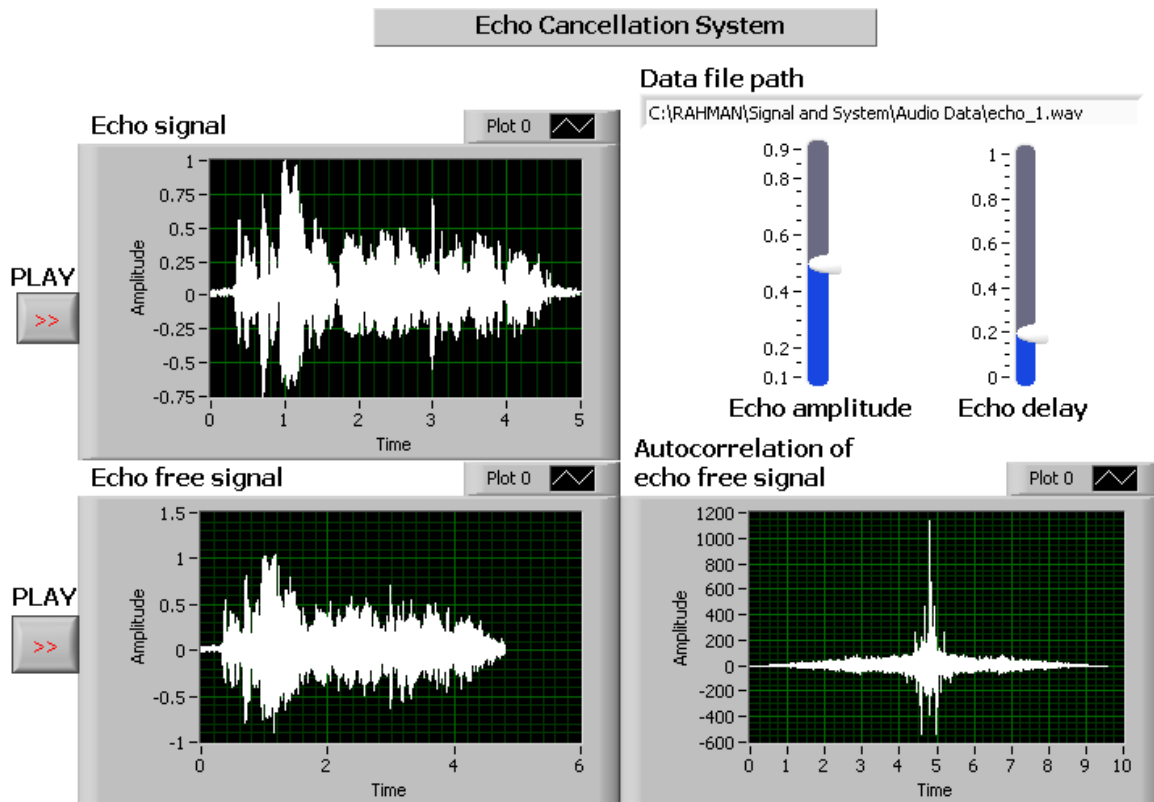 Echo Cancellation System
Data file path
C:\RAHMAN\Signal and System\Audio Data\echo_1.wav
Echo signal
Plot 0
1
0.75
0.5
0.25
0
-0.25
-0.5
-0.75
Amplitude
0 1 2 3 4 5
Time
PLAY
>>
0.9
0.8
0.6
0.4
0.2
0.1
Echo amplitude
1
0.8
0.6
0.4
0.2
0
Echo delay
Echo free signal
Plot 0
1.5
1
0.5
0
-0.5
-1
Amplitude
0 2 4 6
Time
PLAY
>>
Autocorrelation of
echo free signal
Plot 0
1200
1000
800
600
400
200
0
-200
-400
-600
Amplitude
0 1 2 3 4 5 6 7 8 9 10
Time